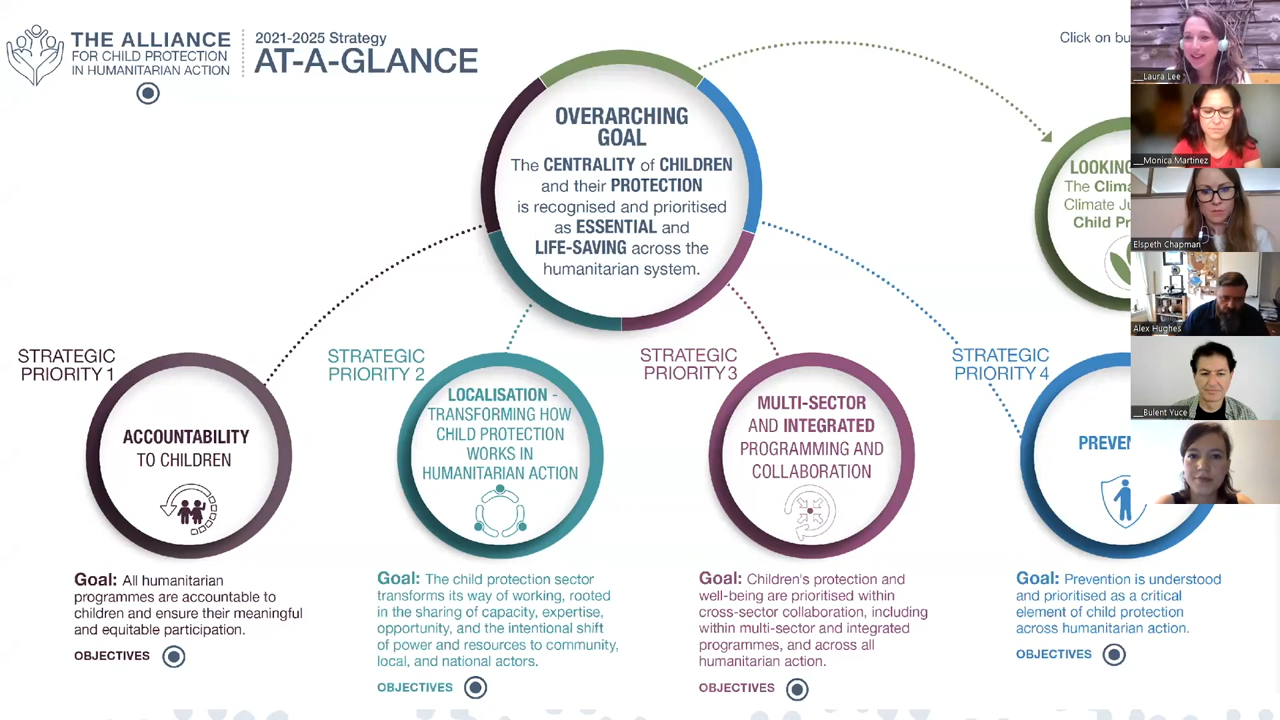 THE ALLIANCE
FOR CHILD PROTECTION
IN HUMANITARIAN ACTION
2021-2025 Strategy
AT-A-GLANCE
Click on
OVERARCHING
GOAL
The CENTRALITY of CHILDREN
and their PROTECTION
is recognised and prioritised
as ESSENTIAL and
LIFE-SAVING across the
humanitarian system.
LOOKING
The
Climate
Child
STRATEGIC
PRIORITY 1
ACCOUNTABILITY
TO CHILDREN
Goal: All humanitarian
programmes are accountable to
children and ensure their meaningful
and equitable participation.
OBJECTIVES
STRATEGIC
PRIORITY 2
LOCALISATION -
TRANSFORMING HOW
CHILD PROTECTION
WORKS IN
HUMANITARIAN ACTION
Goal: The child protection sector
transforms its way of working, rooted
in the sharing of capacity, expertise,
opportunity, and the intentional shift
of power and resources to community,
local, and national actors.
OBJECTIVES
STRATEGIC
PRIORITY 3
MULTI-SECTOR
AND INTEGRATED
PROGRAMMING AND
COLLABORATION
Goal: Children's protection and
well-being are prioritised within
cross-sector collaboration, including
within multi-sector and integrated
programmes, and across all
humanitarian action.
OBJECTIVES
STRATEGIC
PRIORITY 4
Goal: Prevention is understood
and prioritised as a critical
element of child protection
across humanitarian action.
OBJECTIVES
__Laura Lee
__Monica Martinez
Elspeth Chapman
Alex Hughes
__Bulent Yuce